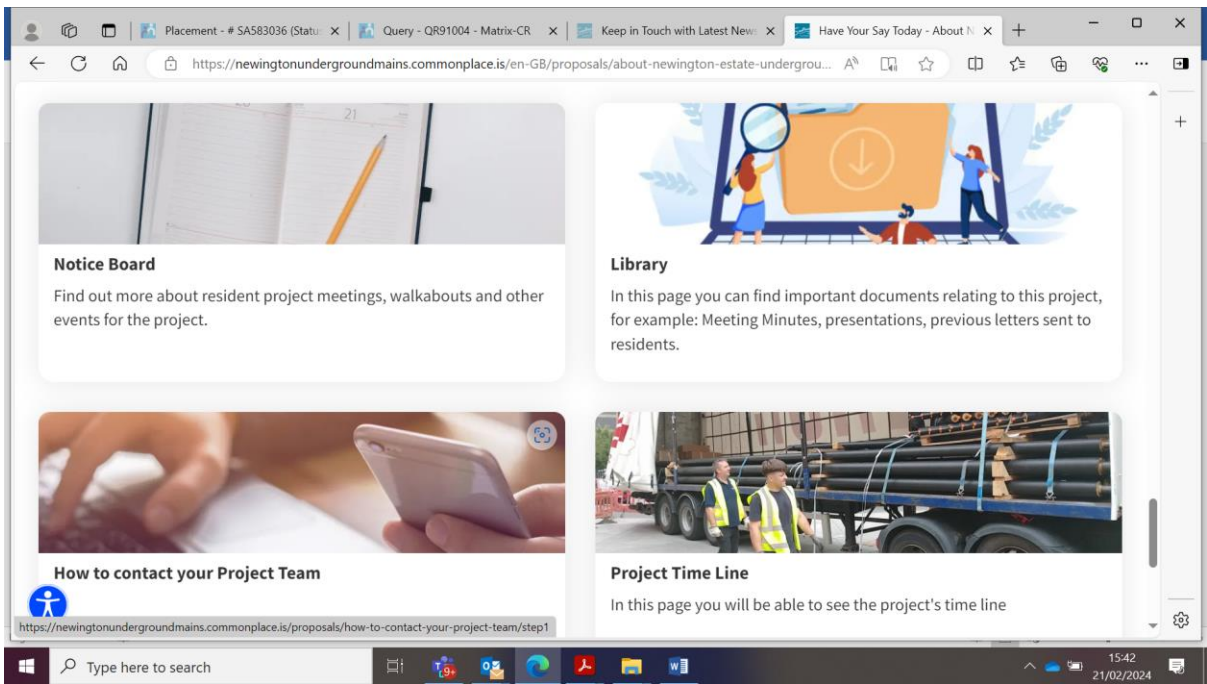 Placement - # SA583036 (Statu
Query - QR91004 - Matrix-CR
Keep in Touch with Latest New
Have Your Say Today - About N
https://newingtonundergroundmains.commonplace.is/en-GB/proposals/about-newington-estate-undergrou...
21
Notice Board
Find out more about resident project meetings, walkabouts and other
events for the project.
Library
In this page you can find important documents relating to this project,
for example: Meeting Minutes, presentations, previous letters sent to
residents.
How to contact your Project Team
Project Time Line
In this page you will be able to see the project's time line
https://newingtonundergroundmains.commonplace.is/proposals/how-to-contact-your-project-team/step1
Type here to search
9+
15:42
21/02/2024